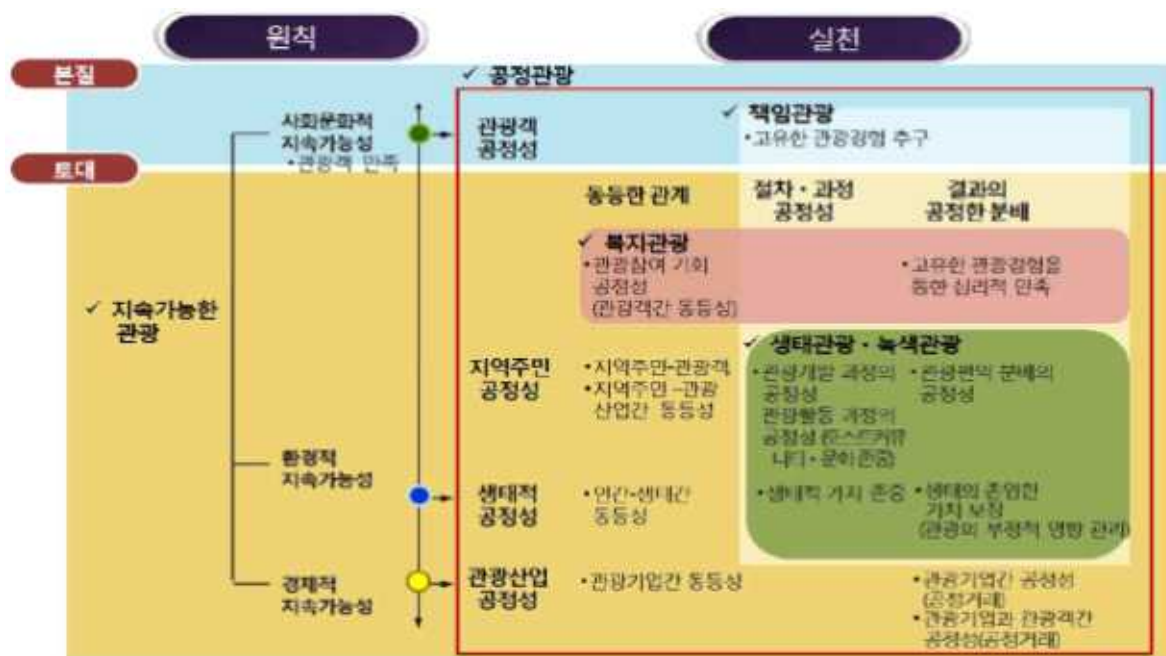 원칙
실천
본질
✓ 공정관광
사회문화적
지속가능성
•관광객 만족
관광객
공정성
✓ 책임관광
•고유한 관광경험 추구
토대
동등한 관계
절차・과정
공정성
결과의
공정한 분배
✓ 복지관광
•관광참여 기회
공정성
(관광객간 동등성)
•고유한 관광경험을
통한 심리적 만족
✓ 지속가능한
관광
지역주민
공정성
•지역주민-관광객
•지역주민-관광
산업간 동등성
✓ 생태관광・녹색관광
•관광개발 과정의
공정성
관광활동 과정의
공정성 (호스트커뮤
니티・문화존중)
•관광편익 분배의
공정성
환경적
지속가능성
생태적
공정성
•인간-생태간
동등성
•생태적 가치 존중
•생태의 존엄한
가치 보장
(관광의 부정적 영향 관리)
경제적
지속가능성
관광산업
공정성
•관광기업간 동등성
•관광기업간 공정성
(공정거래)
•관광기업과 관광객간
공정성(공정거래)